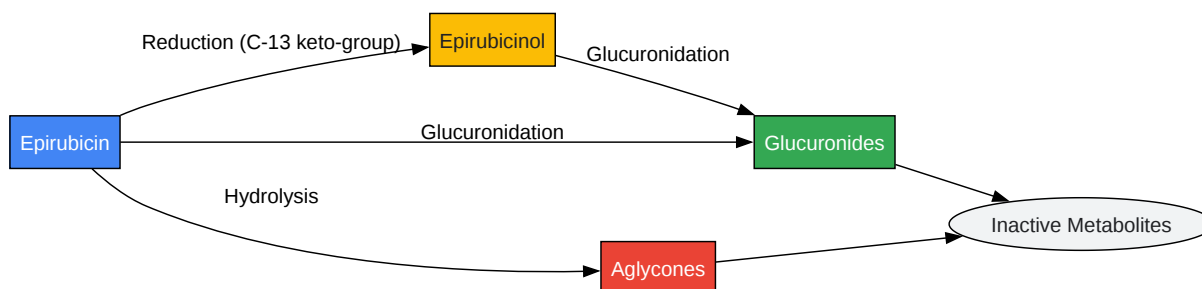 Reduction (C-13 keto-group)
Epirubicinol
Glucuronidation
Epirubicin
Glucuronidation
Glucuronides
Hydrolysis
Inactive Metabolites
Aglycones